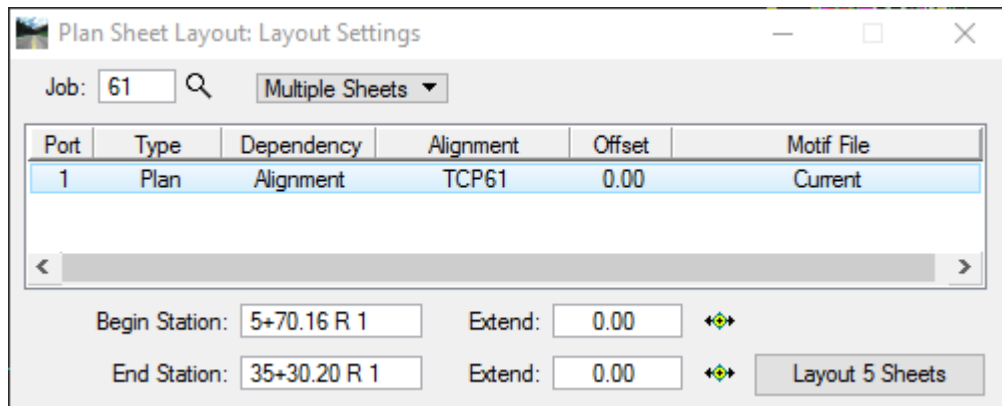 Plan Sheet Layout: Layout Settings
Job: 61 Multiple Sheets
Port Type Dependency Alignment Offset Motif File
1 Plan Alignment TCP61 0.00 Current
Begin Station: 5+70.16 R 1 Extend: 0.00
End Station: 35+30.20 R 1 Extend: 0.00 Layout 5 Sheets